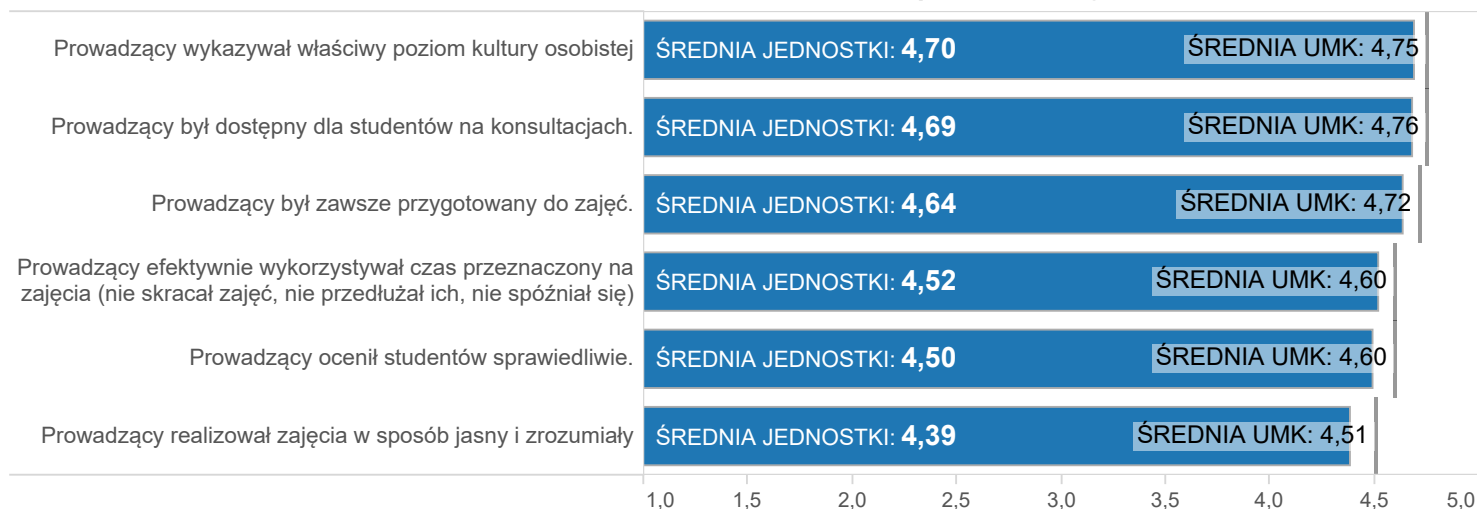 Prowadzący wykazywał właściwy poziom kultury osobistej ŚREDNIA JEDNOSTKI: 4,70 ŚREDNIA UMK: 4,75
Prowadzący był dostępny dla studentów na konsultacjach. ŚREDNIA JEDNOSTKI: 4,69 ŚREDNIA UMK: 4,76
Prowadzący był zawsze przygotowany do zajęć. ŚREDNIA JEDNOSTKI: 4,64 ŚREDNIA UMK: 4,72
Prowadzący efektywnie wykorzystywał czas przeznaczony na
zajęcia (nie skracał zajęć, nie przedłużał ich, nie spóźniał się) ŚREDNIA JEDNOSTKI: 4,52 ŚREDNIA UMK: 4,60
Prowadzący ocenił studentów sprawiedliwie. ŚREDNIA JEDNOSTKI: 4,50 ŚREDNIA UMK: 4,60
Prowadzący realizował zajęcia w sposób jasny i zrozumiały ŚREDNIA JEDNOSTKI: 4,39 ŚREDNIA UMK: 4,51
1,0 1,5 2,0 2,5 3,0 3,5 4,0 4,5 5,0